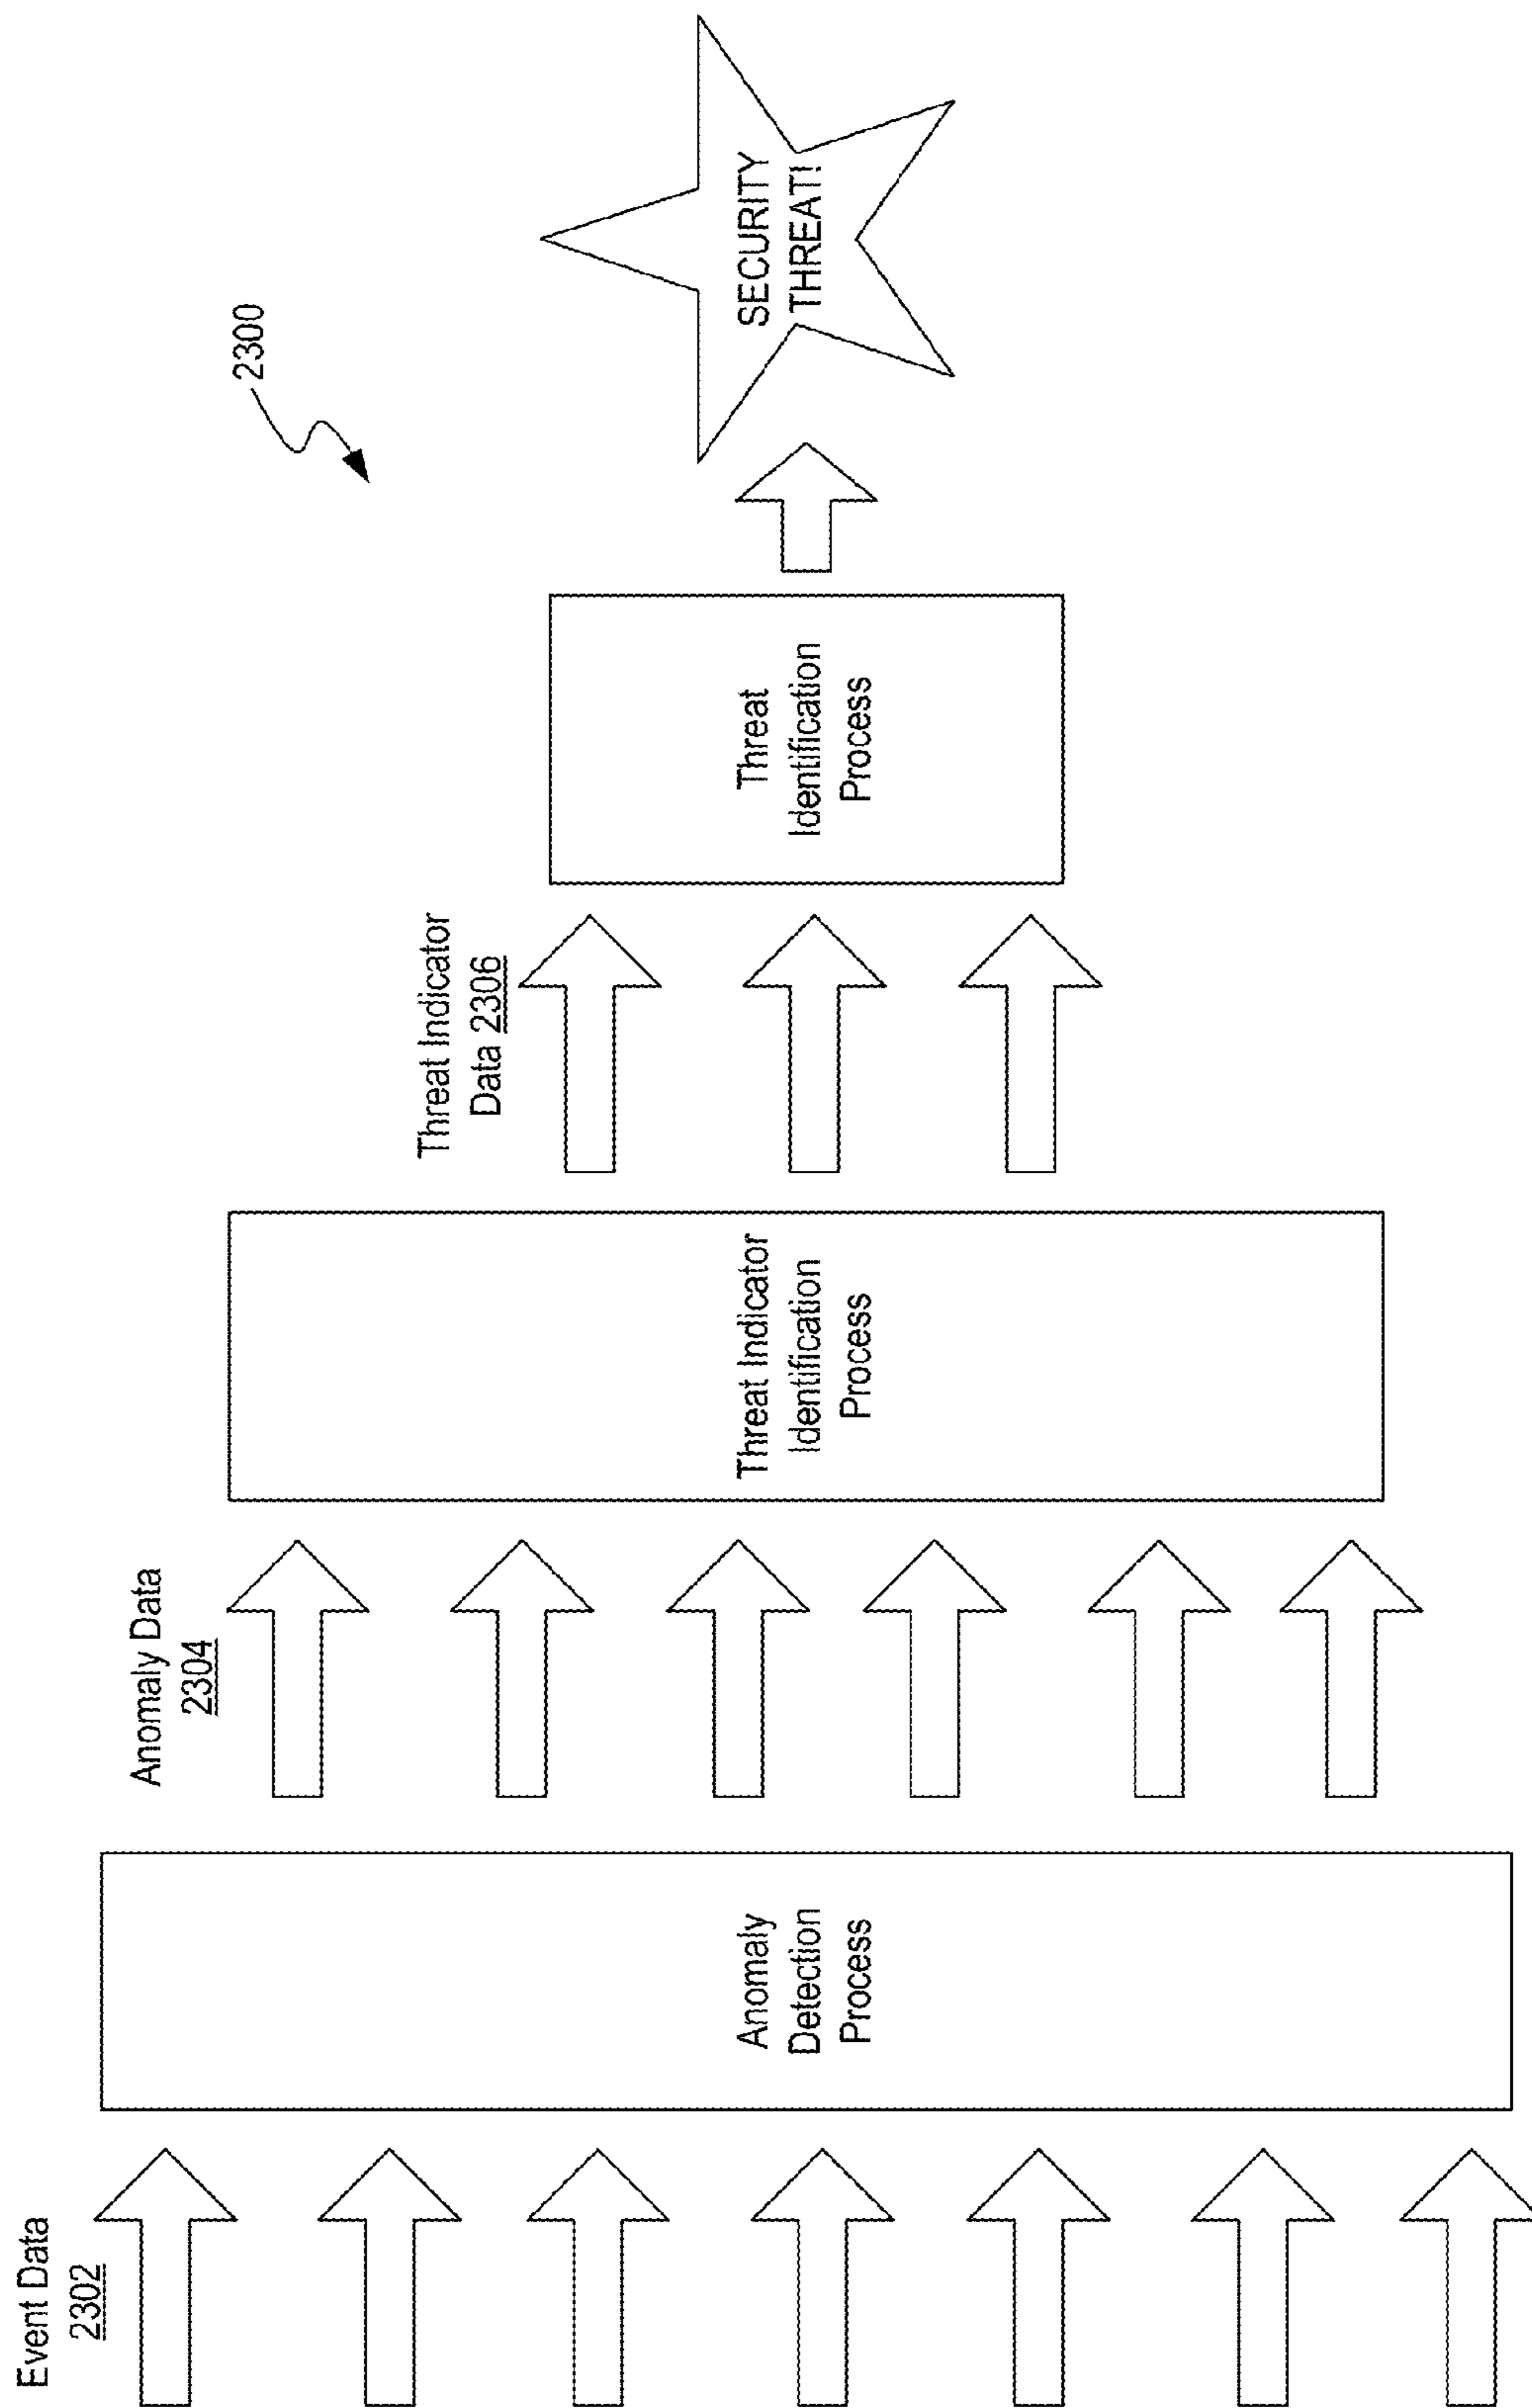 2300
Event Data
2302
Anomaly
Detection
Process
Anomaly Data
2304
Threat Indicator
Identification
Process
Threat Indicator
Data 2306
Threat
Identification
Process
SECURITY
THREAT!